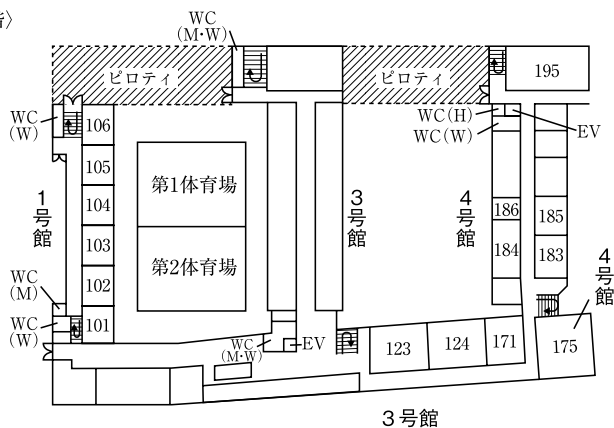 階〉
WC
(M・W)
ピロティ
ピロティ
195
WC
(W)
106
WC(H)
WC(W)
EV
105
第1体育場
1号館
104
3号館
4号館
186
185
103
第2体育場
184
183
WC
(M)
102
4号館
WC
(W)
101
WC
(M・W)
EV
123
124
171
175
3号館